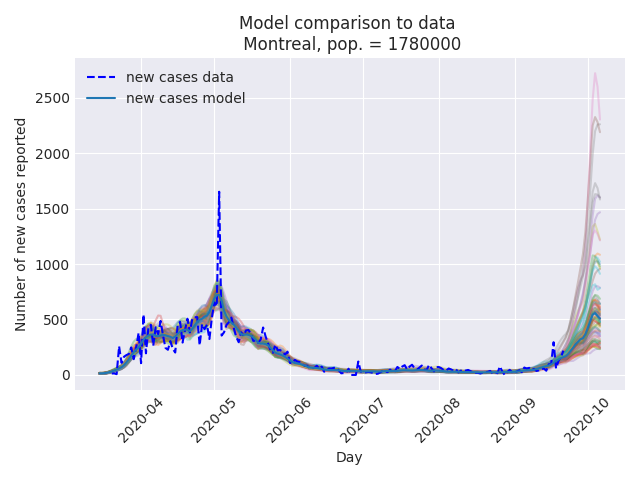 Model comparison to data
Montreal, pop. = 1780000
new cases data
new cases model
Number of new cases reported
2500
2000
1500
1000
500
0
2020-04
2020-05
2020-06
2020-07
2020-08
2020-09
2020-10
Day